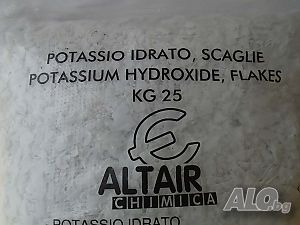 POTASSIO IDRATO, SCAGLIE
POTASSIUM HYDROXIDE, FLAKES
KG 25
ALTAIR
CHIMICA
POTASSIO IDRATO
ALO.bg